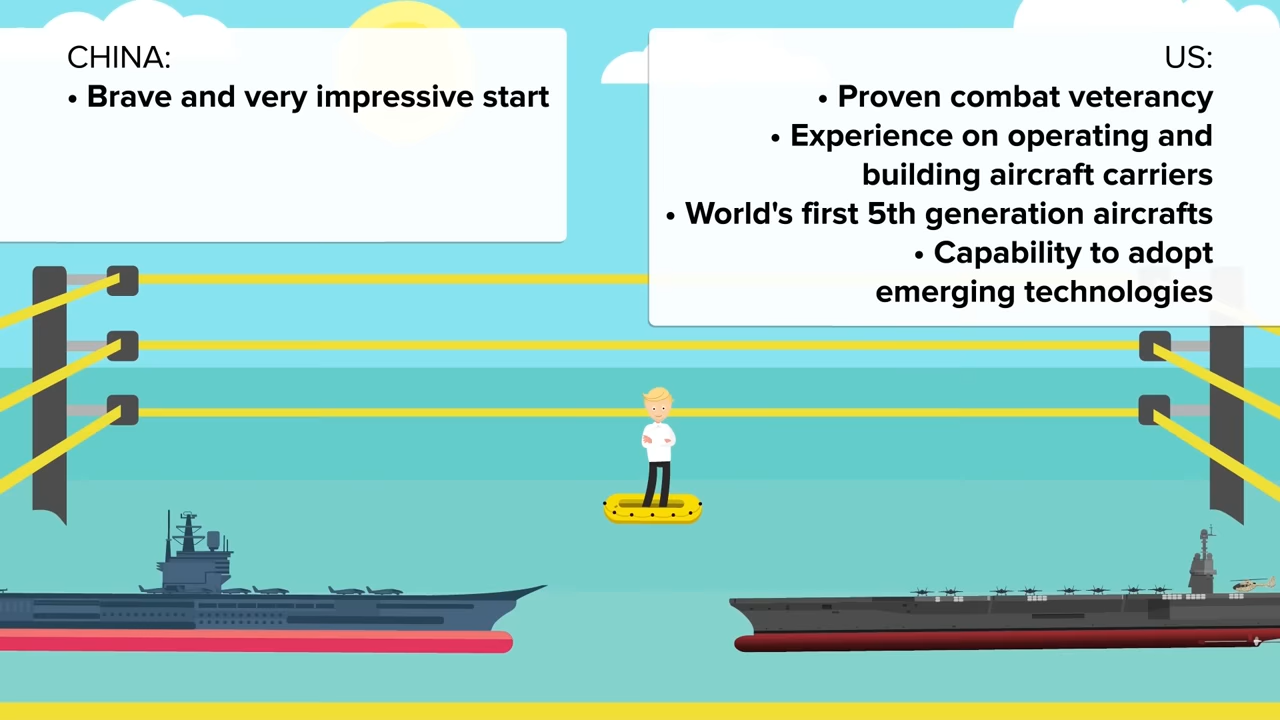 CHINA:
• Brave and very impressive start
US:
• Proven combat veterancy
• Experience on operating and
building aircraft carriers
• World's first 5th generation aircrafts
• Capability to adopt
emerging technologies